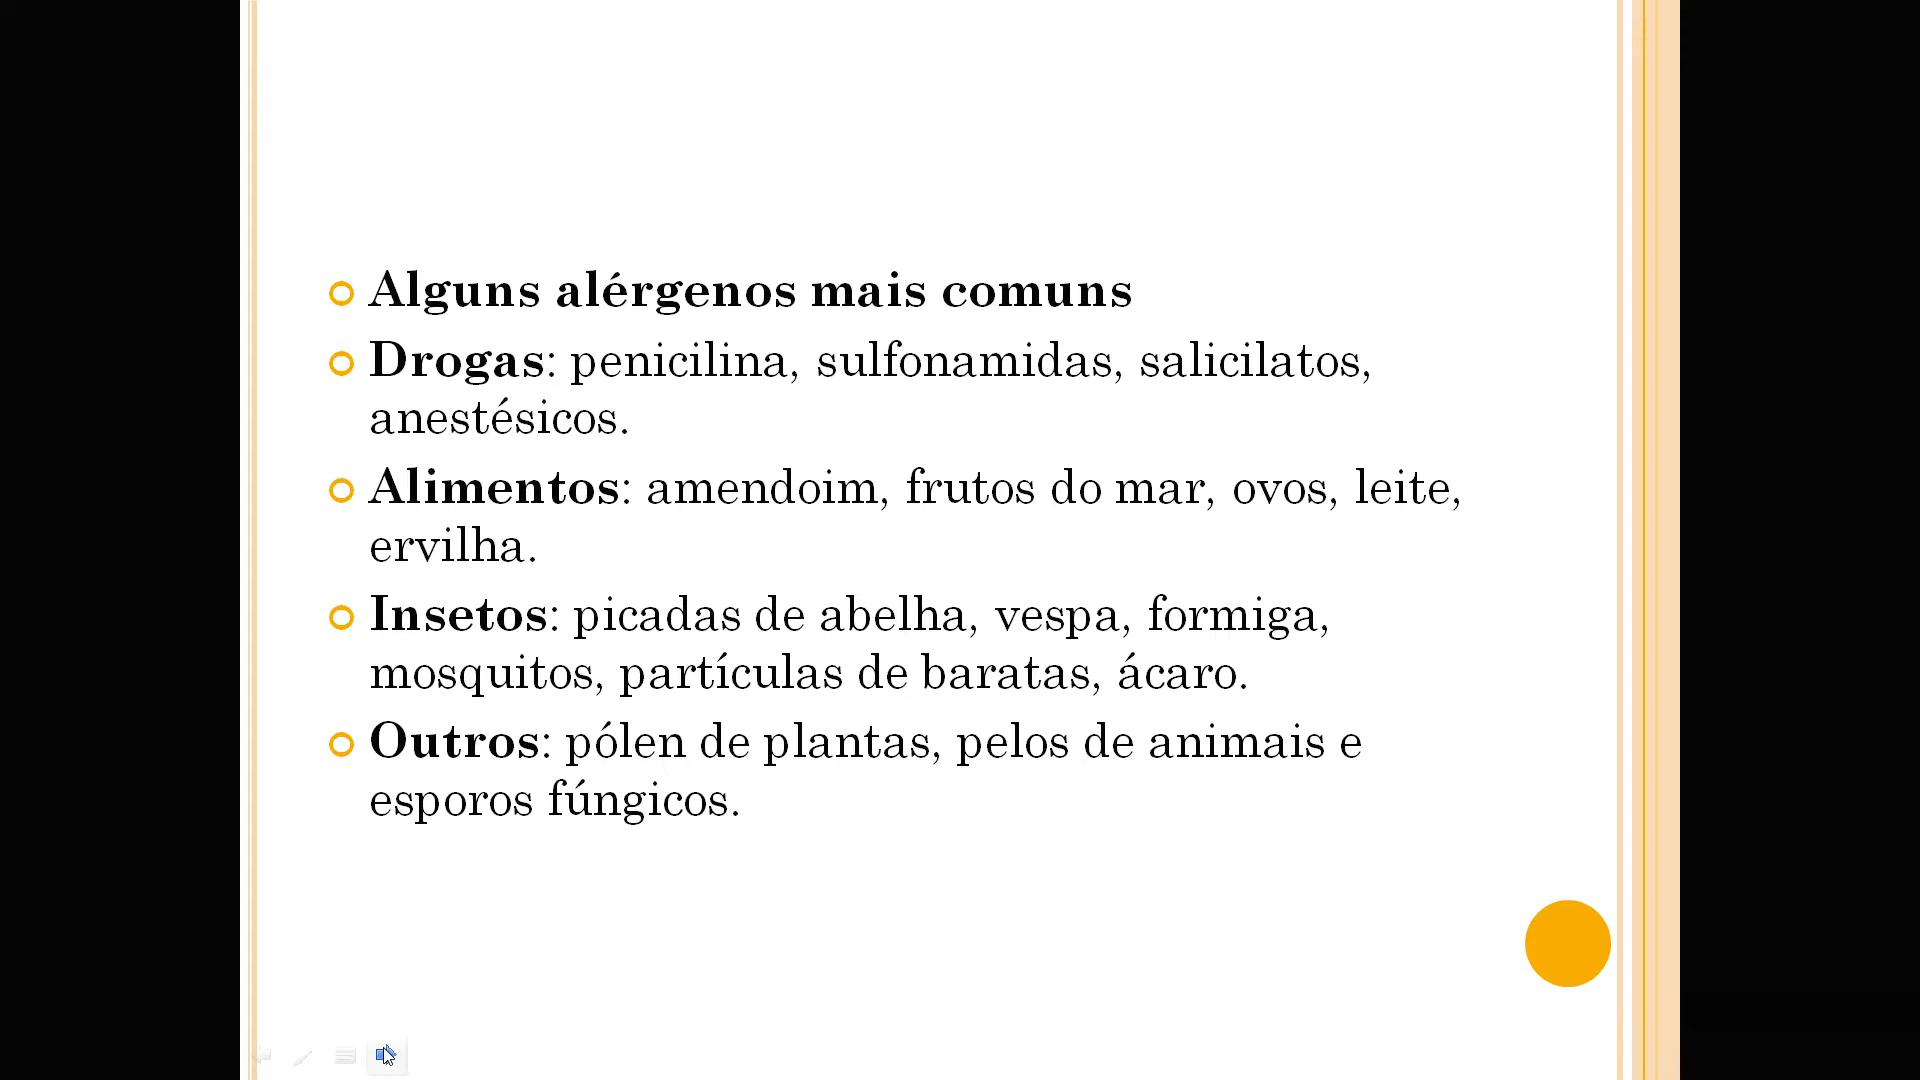 Alguns alérgenos mais comuns
Drogas: penicilina, sulfonamidas, salicilatos,
anestésicos.
Alimentos: amendoim, frutos do mar, ovos, leite,
ervilha.
Insetos: picadas de abelha, vespa, formiga,
mosquitos, partículas de baratas, ácaro.
Outros: pólen de plantas, pelos de animais e
esporos fúngicos.